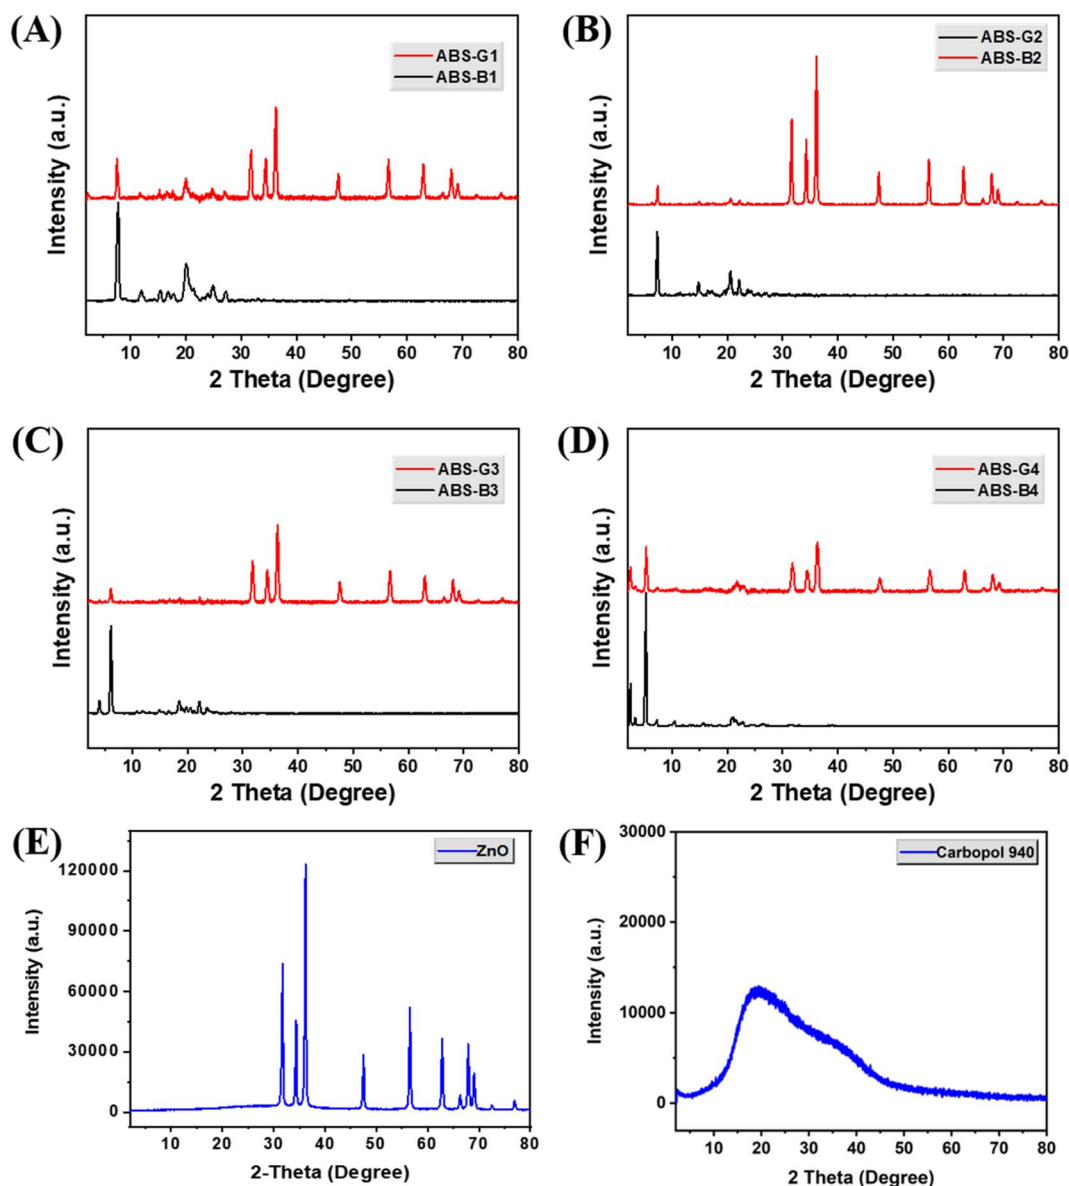 (A)
ABS-G1
ABS-B1
Intensity (a.u.)
10 20 30 40 50 60 70 80
2 Theta (Degree)
(B)
ABS-G2
ABS-B2
Intensity (a.u.)
10 20 30 40 50 60 70 80
2 Theta (Degree)
(C)
ABS-G3
ABS-B3
Intensity (a.u.)
10 20 30 40 50 60 70 80
2 Theta (Degree)
(D)
ABS-G4
ABS-B4
Intensity (a.u.)
10 20 30 40 50 60 70 80
2 Theta (Degree)
(E)
ZnO
Intensity (a.u.)
120000
90000
60000
30000
0
10 20 30 40 50 60 70 80
2-Theta (Degree)
(F)
Carbopol 940
Intensity (a.u.)
30000
20000
10000
0
10 20 30 40 50 60 70 80
2 Theta (Degree)